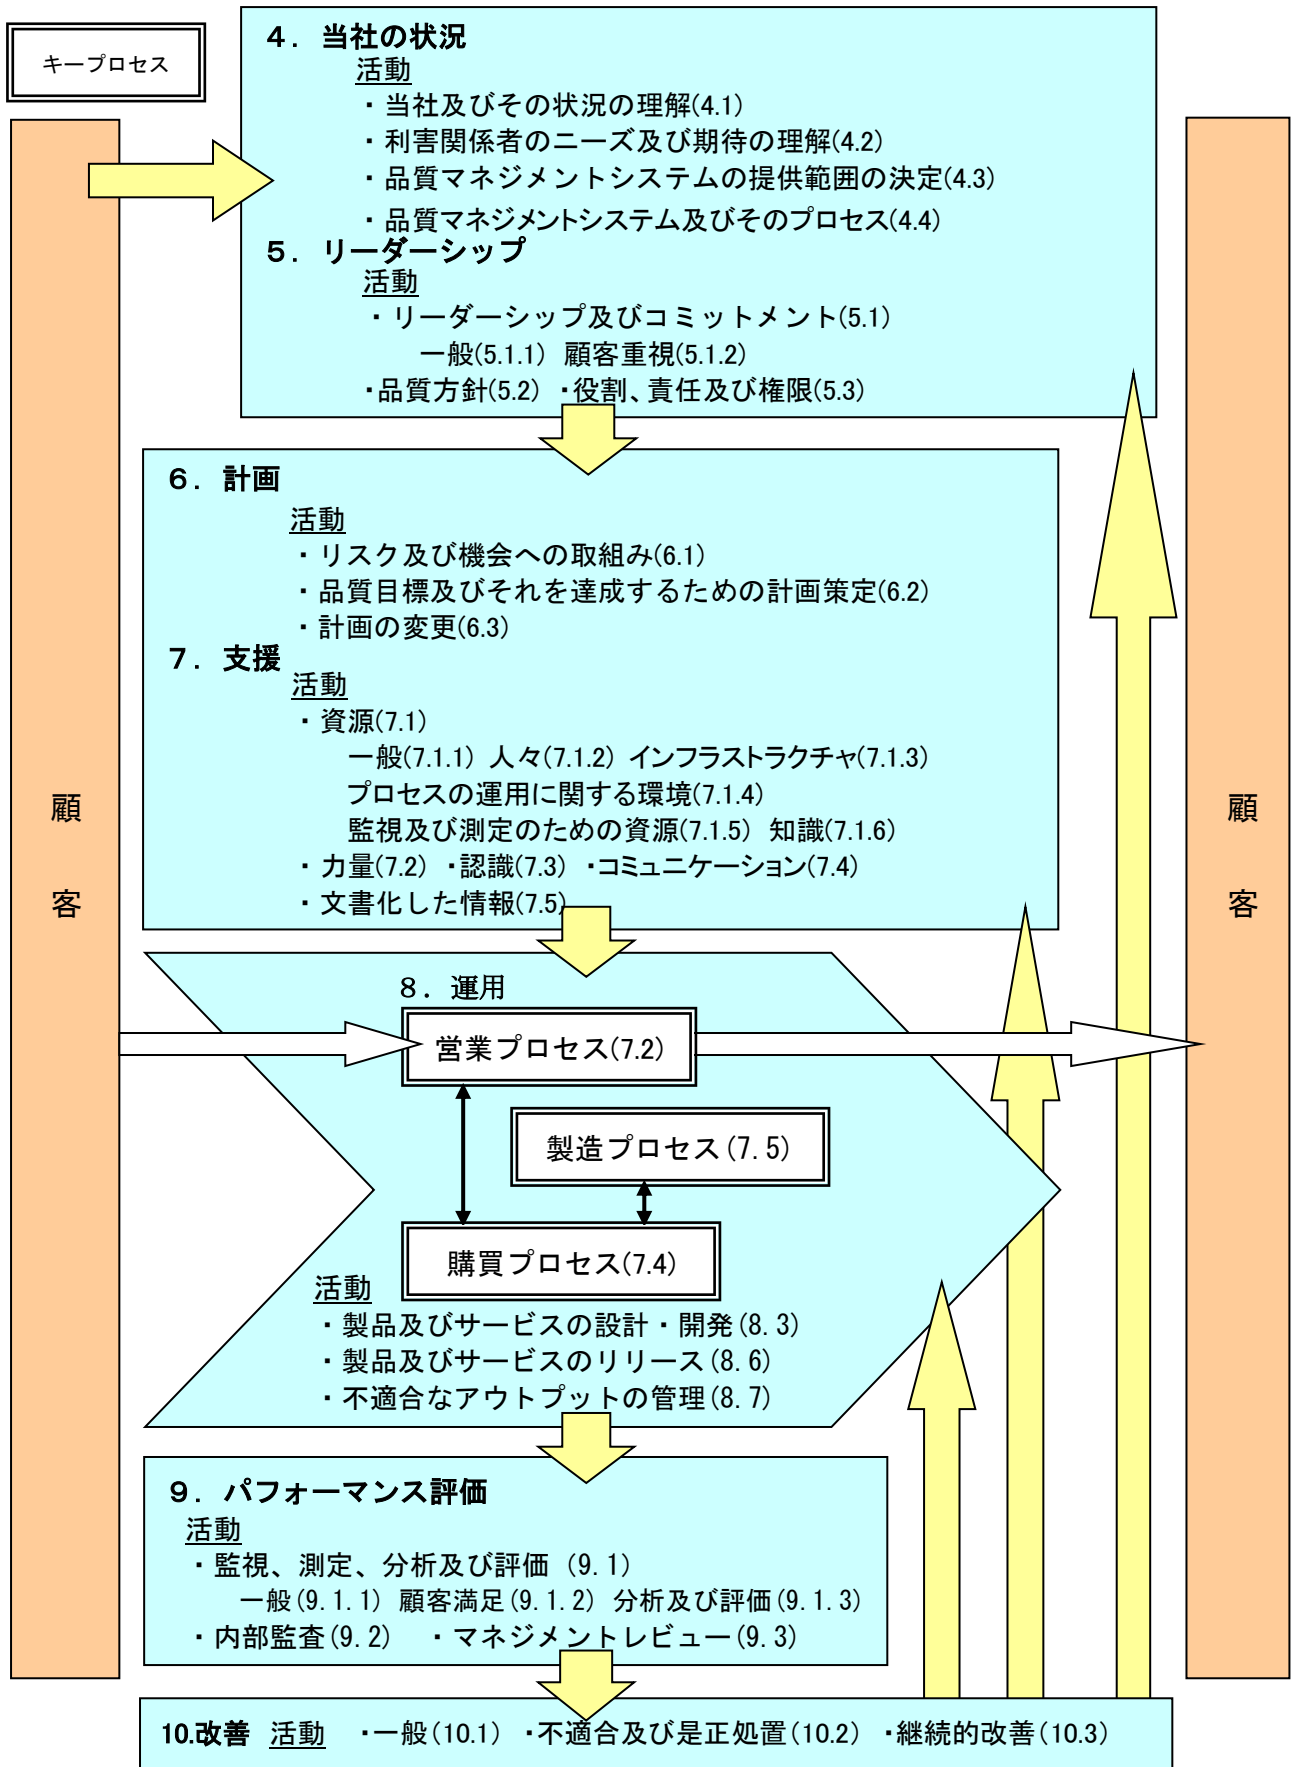 キープロセス
４．当社の状況
活動
・当社及びその状況の理解(4.1)
・利害関係者のニーズ及び期待の理解(4.2)
・品質マネジメントシステムの提供範囲の決定(4.3)
・品質マネジメントシステム及びそのプロセス(4.4)
５．リーダーシップ
活動
・リーダーシップ及びコミットメント(5.1)
一般(5.1.1) 顧客重視(5.1.2)
・品質方針(5.2) ・役割、責任及び権限(5.3)
６．計画
活動
・リスク及び機会への取組み(6.1)
・品質目標及びそれを達成するための計画策定(6.2)
・計画の変更(6.3)
７．支援
活動
・資源(7.1)
一般(7.1.1) 人々(7.1.2) インフラストラクチャ(7.1.3)
プロセスの運用に関する環境(7.1.4)
監視及び測定のための資源(7.1.5) 知識(7.1.6)
・力量(7.2) ・認識(7.3) ・コミュニケーション(7.4)
・文書化した情報(7.5)
顧客
顧客
８．運用
営業プロセス(7.2)
製造プロセス(7.5)
購買プロセス(7.4)
活動
・製品及びサービスの設計・開発(8.3)
・製品及びサービスのリリース(8.6)
・不適合なアウトプットの管理(8.7)
９．パフォーマンス評価
活動
・監視、測定、分析及び評価 (9.1)
一般(9.1.1) 顧客満足(9.1.2) 分析及び評価(9.1.3)
・内部監査(9.2) ・マネジメントレビュー(9.3)
10.改善 活動 ・一般(10.1) ・不適合及び是正処置(10.2) ・継続的改善(10.3)